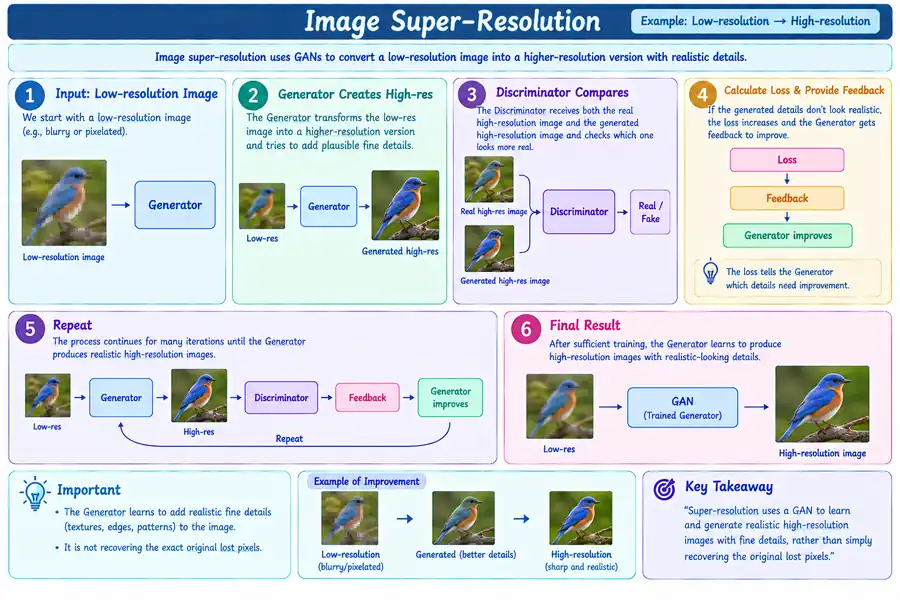 Image Super-Resolution
Example: Low-resolution → High-resolution
Image super-resolution uses GANs to convert a low-resolution image into a higher-resolution version with realistic details.
1
Input: Low-resolution Image
We start with a low-resolution image
(e.g., blurry or pixelated).
Generator
Low-resolution image
2
Generator Creates High-res
The Generator transforms the low-res
image into a higher-resolution version
and tries to add plausible fine details.
Generator
Low-res
Generated high-res
3
Discriminator Compares
The Discriminator receives both the real
high-resolution image and the generated
high-resolution image and checks which one
looks more real.
Real high-res image
Discriminator
Real /
Fake
Generated high-res image
4
Calculate Loss & Provide Feedback
If the generated details don't look realistic,
the loss increases and the Generator gets
feedback to improve.
Loss
Feedback
Generator improves
The loss tells the Generator
which details need improvement.
5
Repeat
The process continues for many iterations until the Generator
produces realistic high-resolution images.
Low-res
Generator
High-res
Discriminator
Feedback
Generator
improves
Repeat
6
Final Result
After sufficient training, the Generator learns to produce
high-resolution images with realistic-looking details.
Low-res
GAN
(Trained Generator)
High-resolution image
Important
• The Generator learns to add realistic fine details
(textures, edges, patterns) to the image.
• It is not recovering the exact original lost pixels.
Example of Improvement
Low-resolution
(blurry/pixelated)
Generated (better details)
High-resolution
(sharp and realistic)
Key Takeaway
"Super-resolution uses a GAN to learn
and generate realistic high-resolution
images with fine details, rather than simply
recovering the original lost pixels."